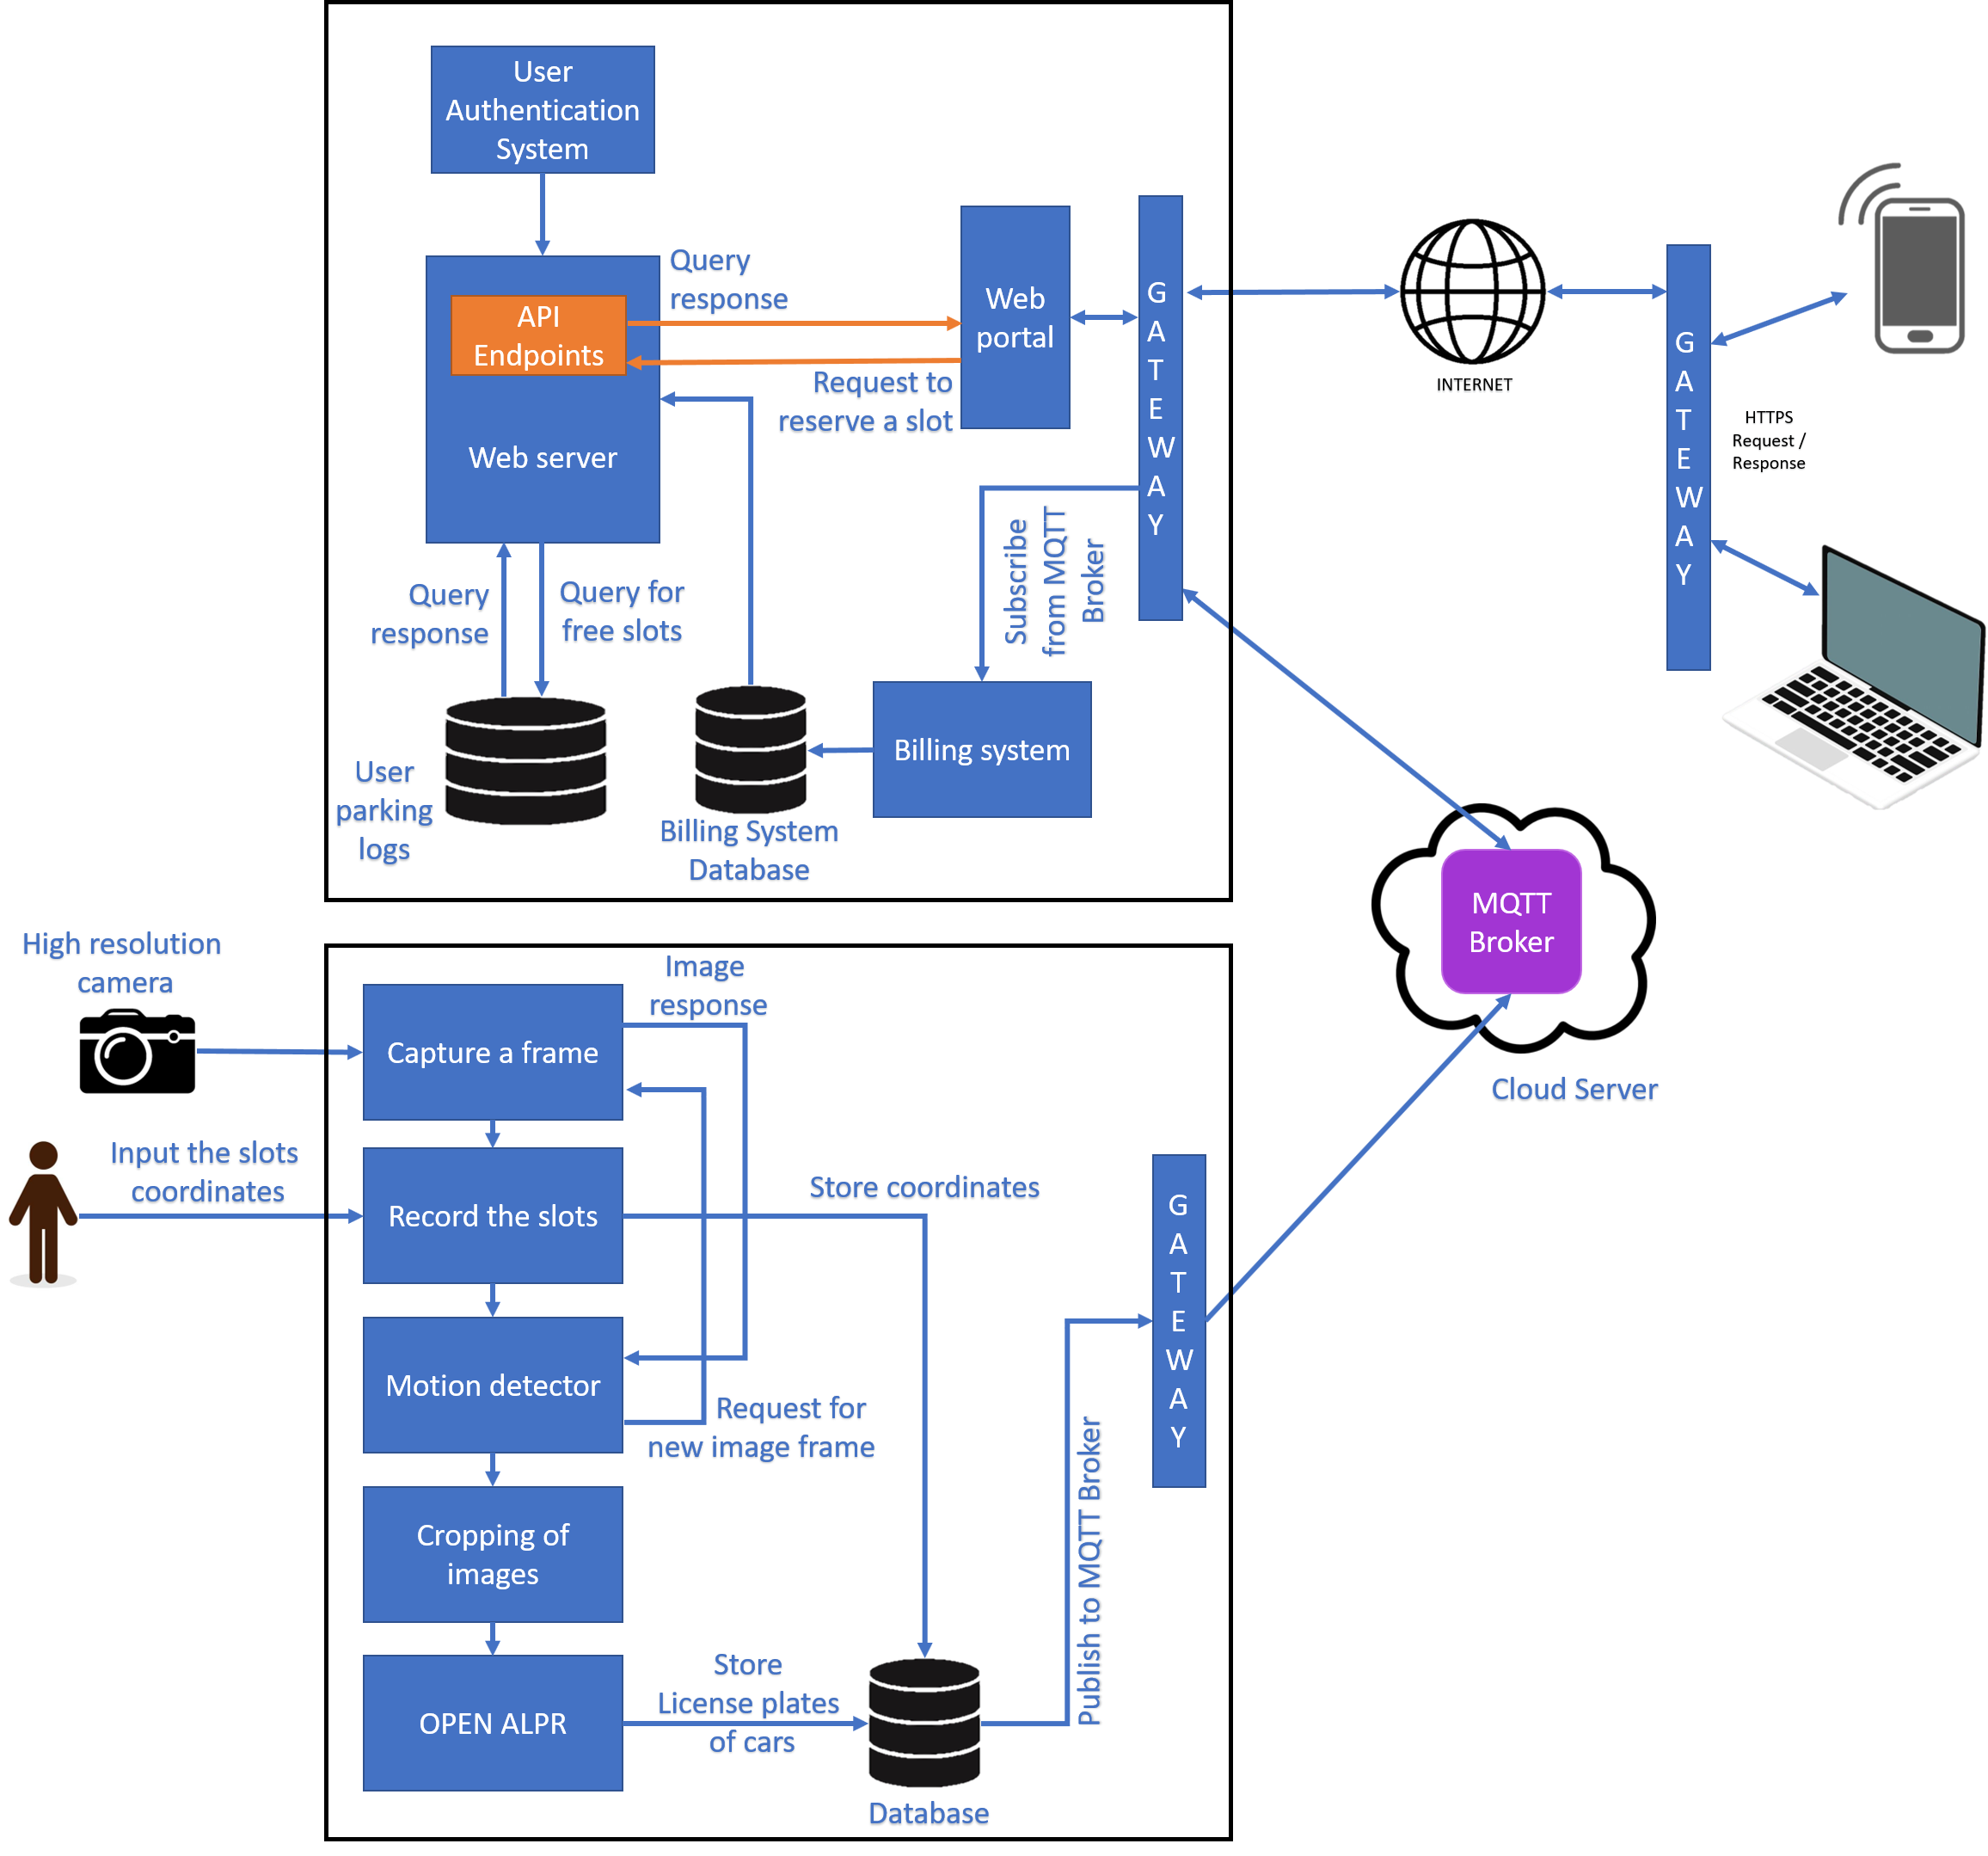 User
Authentication
System
Query
response
API
Endpoints
Web server
Web
portal
Request to
reserve a slot
G
A
T
E
W
A
Y
INTERNET
G
A
T
E
W
A
Y
HTTPS
Request /
Response
Subscribe
from MQTT
Broker
Query
response
Query for
free slots
User
parking
logs
Billing System
Database
Billing system
MQTT
Broker
Cloud Server
High resolution
camera
Input the slots
coordinates
Image
response
Capture a frame
Record the slots
Store coordinates
Motion detector
Request for
new image frame
Cropping of
images
OPEN ALPR
Store
License plates
of cars
Database
Publish to MQTT Broker
G
A
T
E
W
A
Y